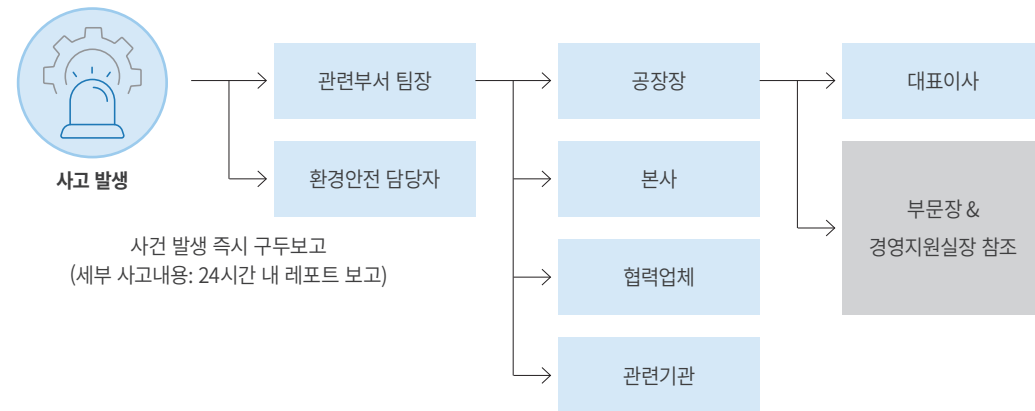 사고 발생
관련부서 팀장
환경안전 담당자
공장장
본사
협력업체
관련기관
대표이사
부문장 &
경영지원실장 참조
사건 발생 즉시 구두보고
(세부 사고내용: 24시간 내 레포트 보고)